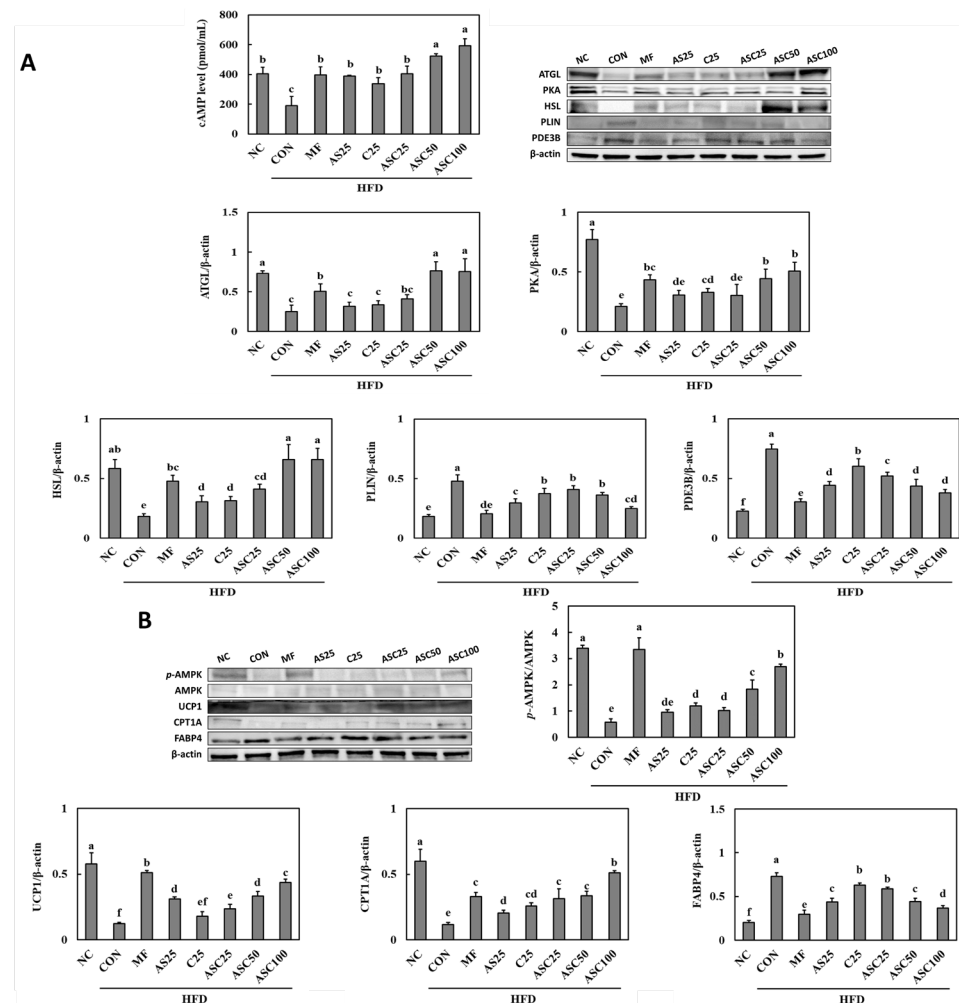 A
cAMP level (pmol/mL)
800
600
400
200
0
b
c
b
b
b
b
a
a
NC
CON
MF
AS25
C25
ASC25
ASC50
ASC100
HFD
NC CON MF AS25 C25 ASC25 ASC50 ASC100
ATGL
PKA
HSL
PLIN
PDE3B
β-actin
ATGL/β-actin
1.5
1
0.5
0
a
c
b
c
c
bc
a
a
NC
CON
MF
AS25
C25
ASC25
ASC50
ASC100
HFD
PKA/β-actin
1
0.5
0
a
e
bc
de
cd
de
b
b
NC
CON
MF
AS25
C25
ASC25
ASC50
ASC100
HFD
HSL/β-actin
1
0.5
0
ab
e
bc
d
d
cd
a
a
NC
CON
MF
AS25
C25
ASC25
ASC50
ASC100
HFD
PLIN/β-actin
1
0.5
0
e
a
de
c
b
b
b
cd
NC
CON
MF
AS25
C25
ASC25
ASC50
ASC100
HFD
PDE3B/β-actin
1
0.5
0
f
a
e
d
b
c
d
d
NC
CON
MF
AS25
C25
ASC25
ASC50
ASC100
HFD
B
NC CON MF AS25 C25 ASC25 ASC50 ASC100
p-AMPK
AMPK
UCP1
CPT1A
FABP4
β-actin
p-AMPK/AMPK
5
4
3
2
1
0
a
e
a
de
d
d
c
b
NC
CON
MF
AS25
C25
ASC25
ASC50
ASC100
HFD
UCP1/β-actin
1
0.5
0
a
f
b
d
ef
e
d
c
NC
CON
MF
AS25
C25
ASC25
ASC50
ASC100
HFD
CPT1A/β-actin
1
0.5
0
a
e
c
d
cd
c
c
b
NC
CON
MF
AS25
C25
ASC25
ASC50
ASC100
HFD
FABP4/β-actin
1
0.5
0
f
a
e
c
b
b
c
d
NC
CON
MF
AS25
C25
ASC25
ASC50
ASC100
HFD